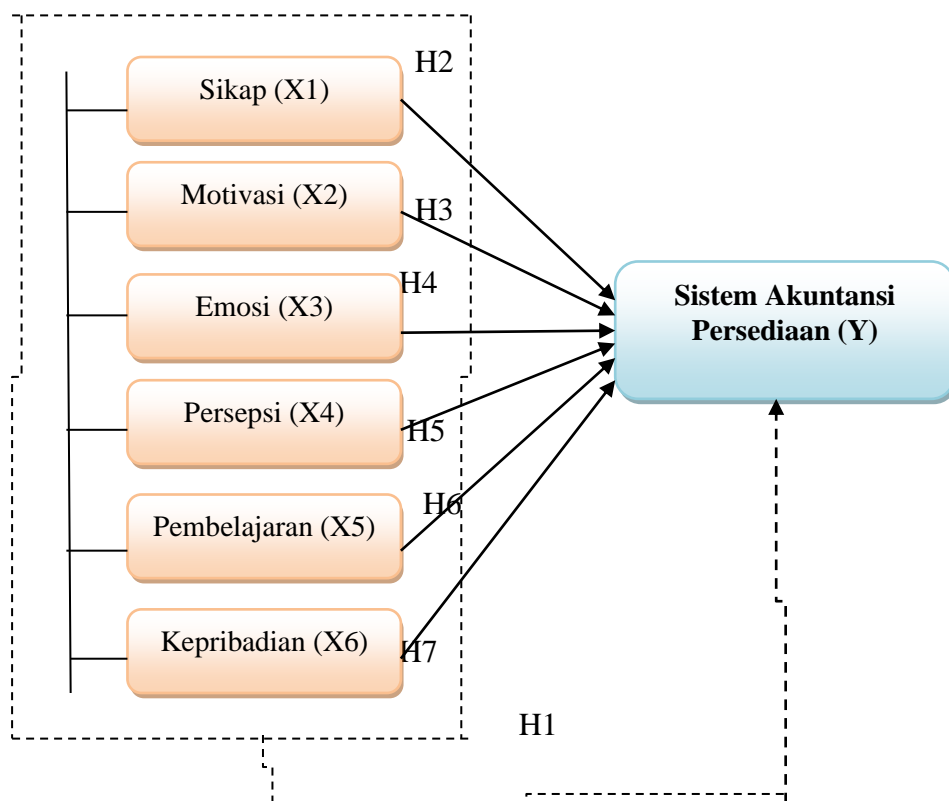 H2
Sikap (X1)
Motivasi (X2)
H3
Emosi (X3)
H4
Sistem Akuntansi
Persediaan (Y)
Persepsi (X4)
H5
H6
Pembelajaran (X5)
Kepribadian (X6)
H7
H1